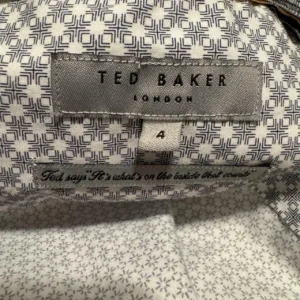 TED BAKER
LONDON
4
Ted says "It's what's on the inside that counts"